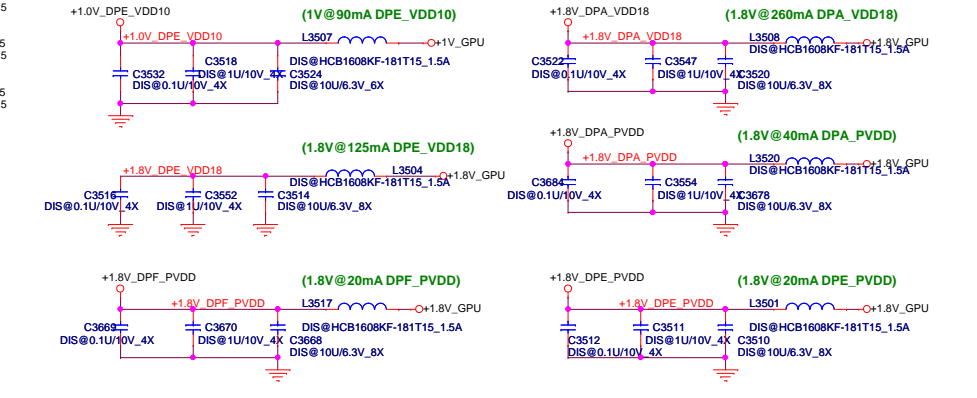 5
5
5
5
5
+1.0V_DPE_VDD10
(1V@90mA DPE_VDD10)
+1.0V_DPE_VDD10
L3507
+1V_GPU
DIS@HCB1608KF-181T15_1.5A
C3532
DIS@0.1U/10V_4X
C3518
DIS@1U/10V_4X
C3524
DIS@10U/6.3V_6X
+1.8V_DPA_VDD18
(1.8V@260mA DPA_VDD18)
+1.8V_DPA_VDD18
L3508
+1.8V_GPU
DIS@HCB1608KF-181T15_1.5A
C3522
DIS@0.1U/10V_4X
C3547
DIS@1U/10V_4X
C3520
DIS@10U/6.3V_8X
(1.8V@125mA DPE_VDD18)
+1.8V_DPE_VDD18
L3504
+1.8V_GPU
DIS@HCB1608KF-181T15_1.5A
C3516
DIS@0.1U/10V_4X
C3552
DIS@1U/10V_4X
C3514
DIS@10U/6.3V_8X
+1.8V_DPA_PVDD
(1.8V@40mA DPA_PVDD)
+1.8V_DPA_PVDD
L3520
+1.8V_GPU
DIS@HCB1608KF-181T15_1.5A
C3684
DIS@0.1U/10V_4X
C3554
DIS@1U/10V_4X
C3678
DIS@10U/6.3V_8X
+1.8V_DPF_PVDD
(1.8V@20mA DPF_PVDD)
+1.8V_DPF_PVDD
L3517
+1.8V_GPU
DIS@HCB1608KF-181T15_1.5A
C3669
DIS@0.1U/10V_4X
C3670
DIS@1U/10V_4X
C3668
DIS@10U/6.3V_8X
+1.8V_DPE_PVDD
(1.8V@20mA DPE_PVDD)
+1.8V_DPE_PVDD
L3501
+1.8V_GPU
DIS@HCB1608KF-181T15_1.5A
C3512
DIS@0.1U/10V_4X
C3511
DIS@1U/10V_4X
C3510
DIS@10U/6.3V_8X